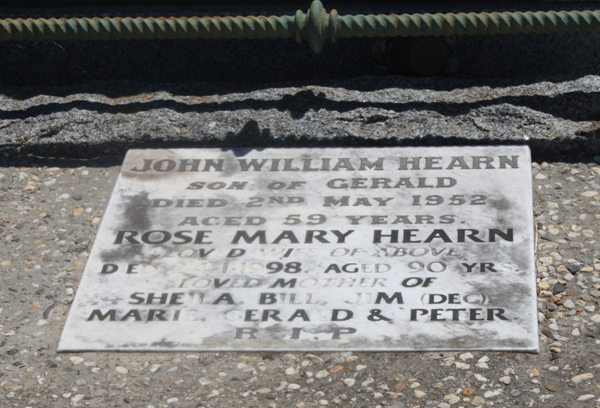 JOHN WILLIAM HEARN
SON OF GERALD
DIED 2ND MAY 1952
AGED 59 YEARS.
ROSE MARY HEARN
OF ABOVE
1998. AGED 90 YRS
LOVED MOTHER OF
SHEILA BILL JIM (DEC)
MARIE GERALD & PETER
R.I.P